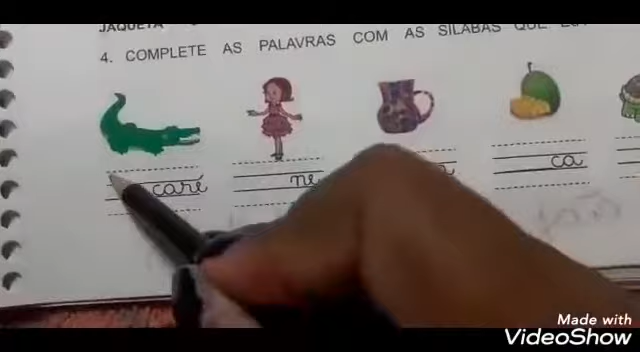 JAQUETA
4. COMPLETE AS PALAVRAS COM AS SÍLABAS QUE
caré ne ca
Made with
VideoShow